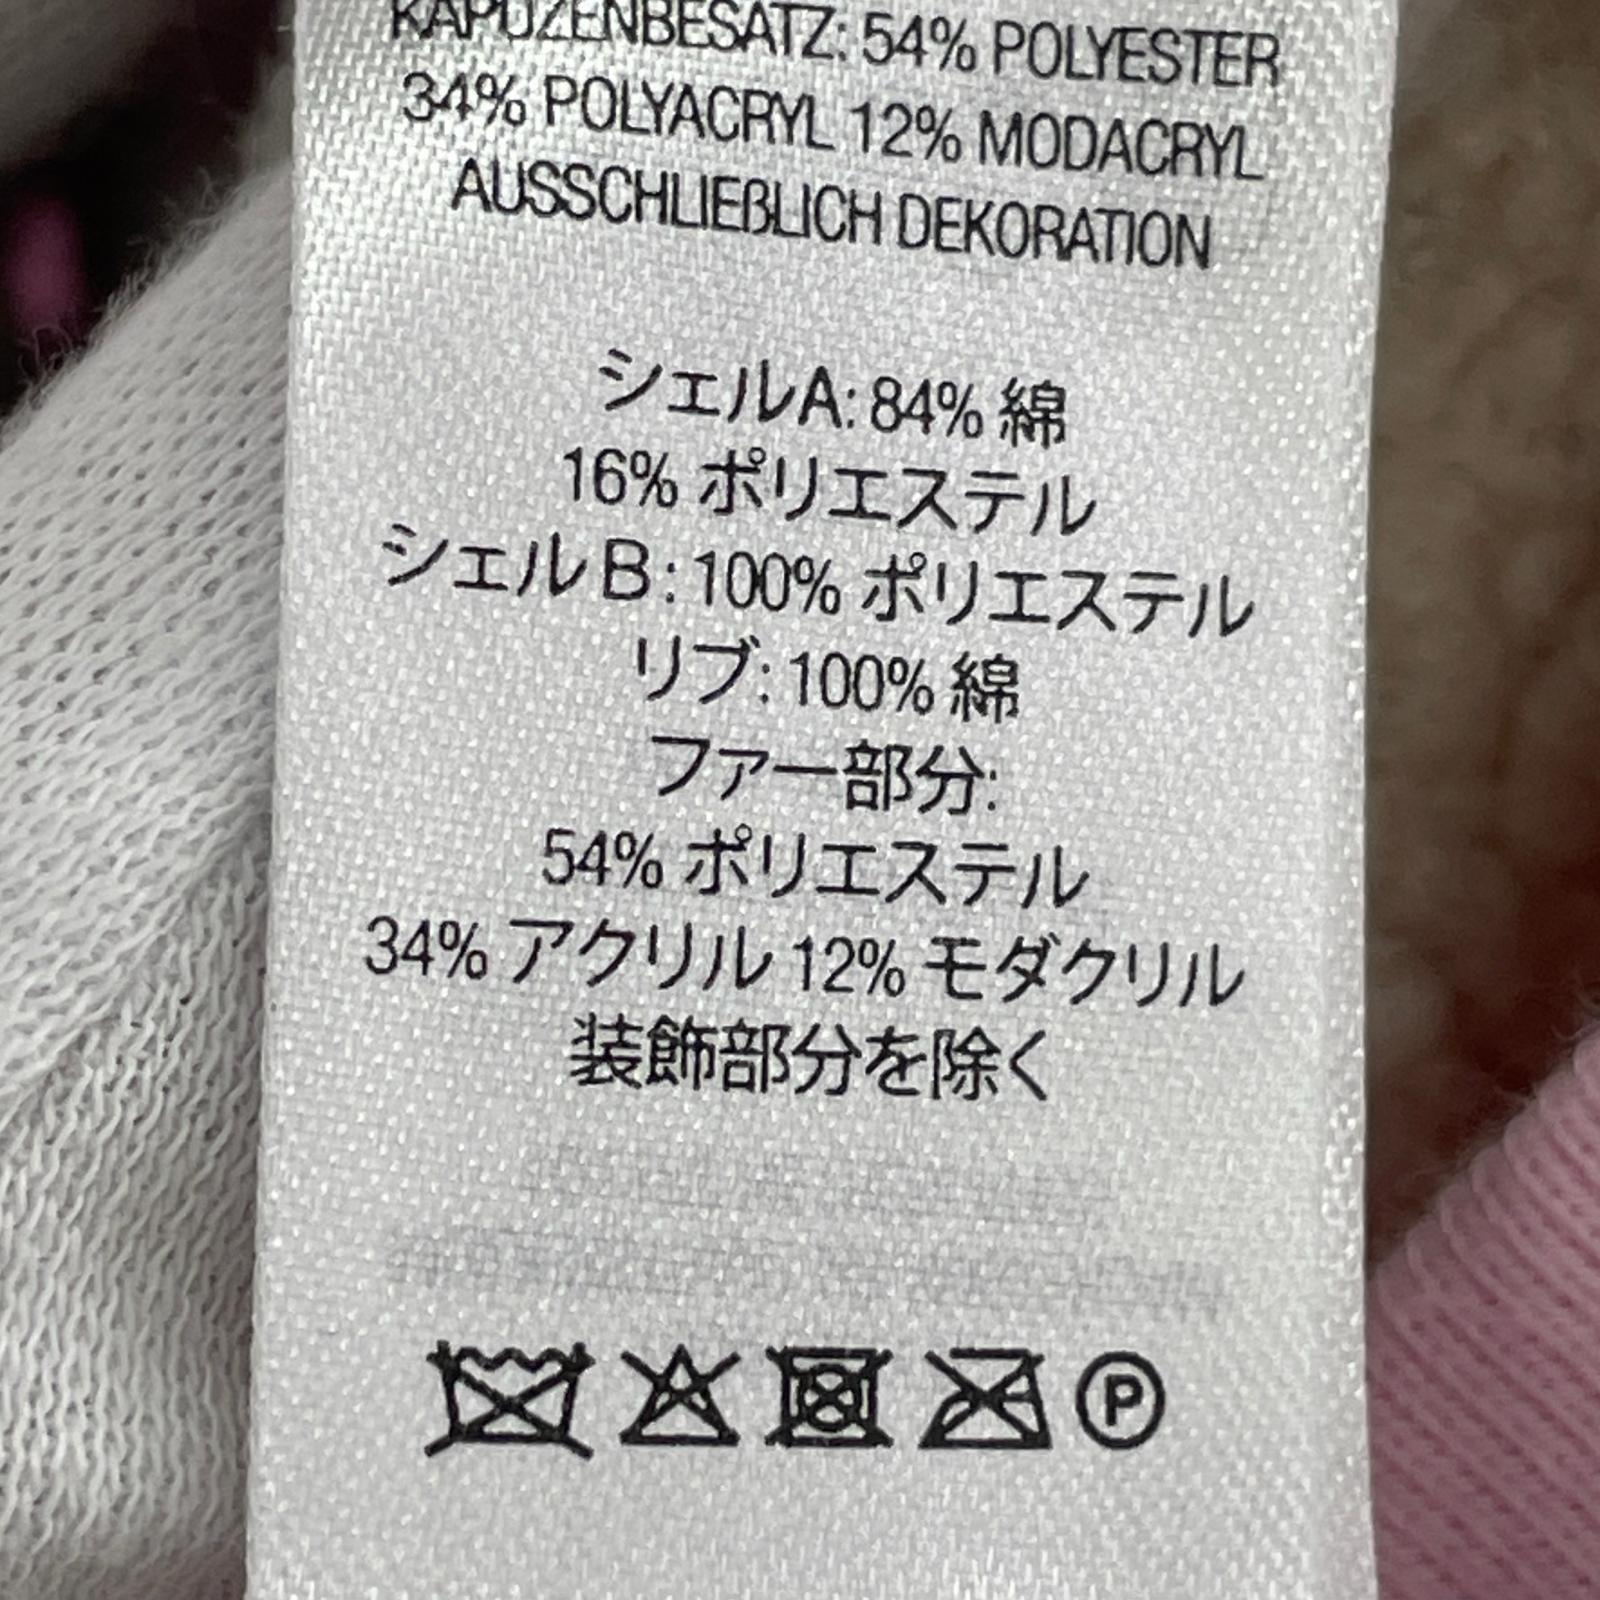 KAPUZENBESATZ: 54% POLYESTER
34% POLYACRYL 12% MODACRYL
AUSSCHLIEẞLICH DEKORATION
シェルA: 84% 綿
16% ポリエステル
シェル B : 100% ポリエステル
リブ: 100% 綿
ファー部分:
54% ポリエステル
34% アクリル 12% モダクリル
装飾部分を除く
P